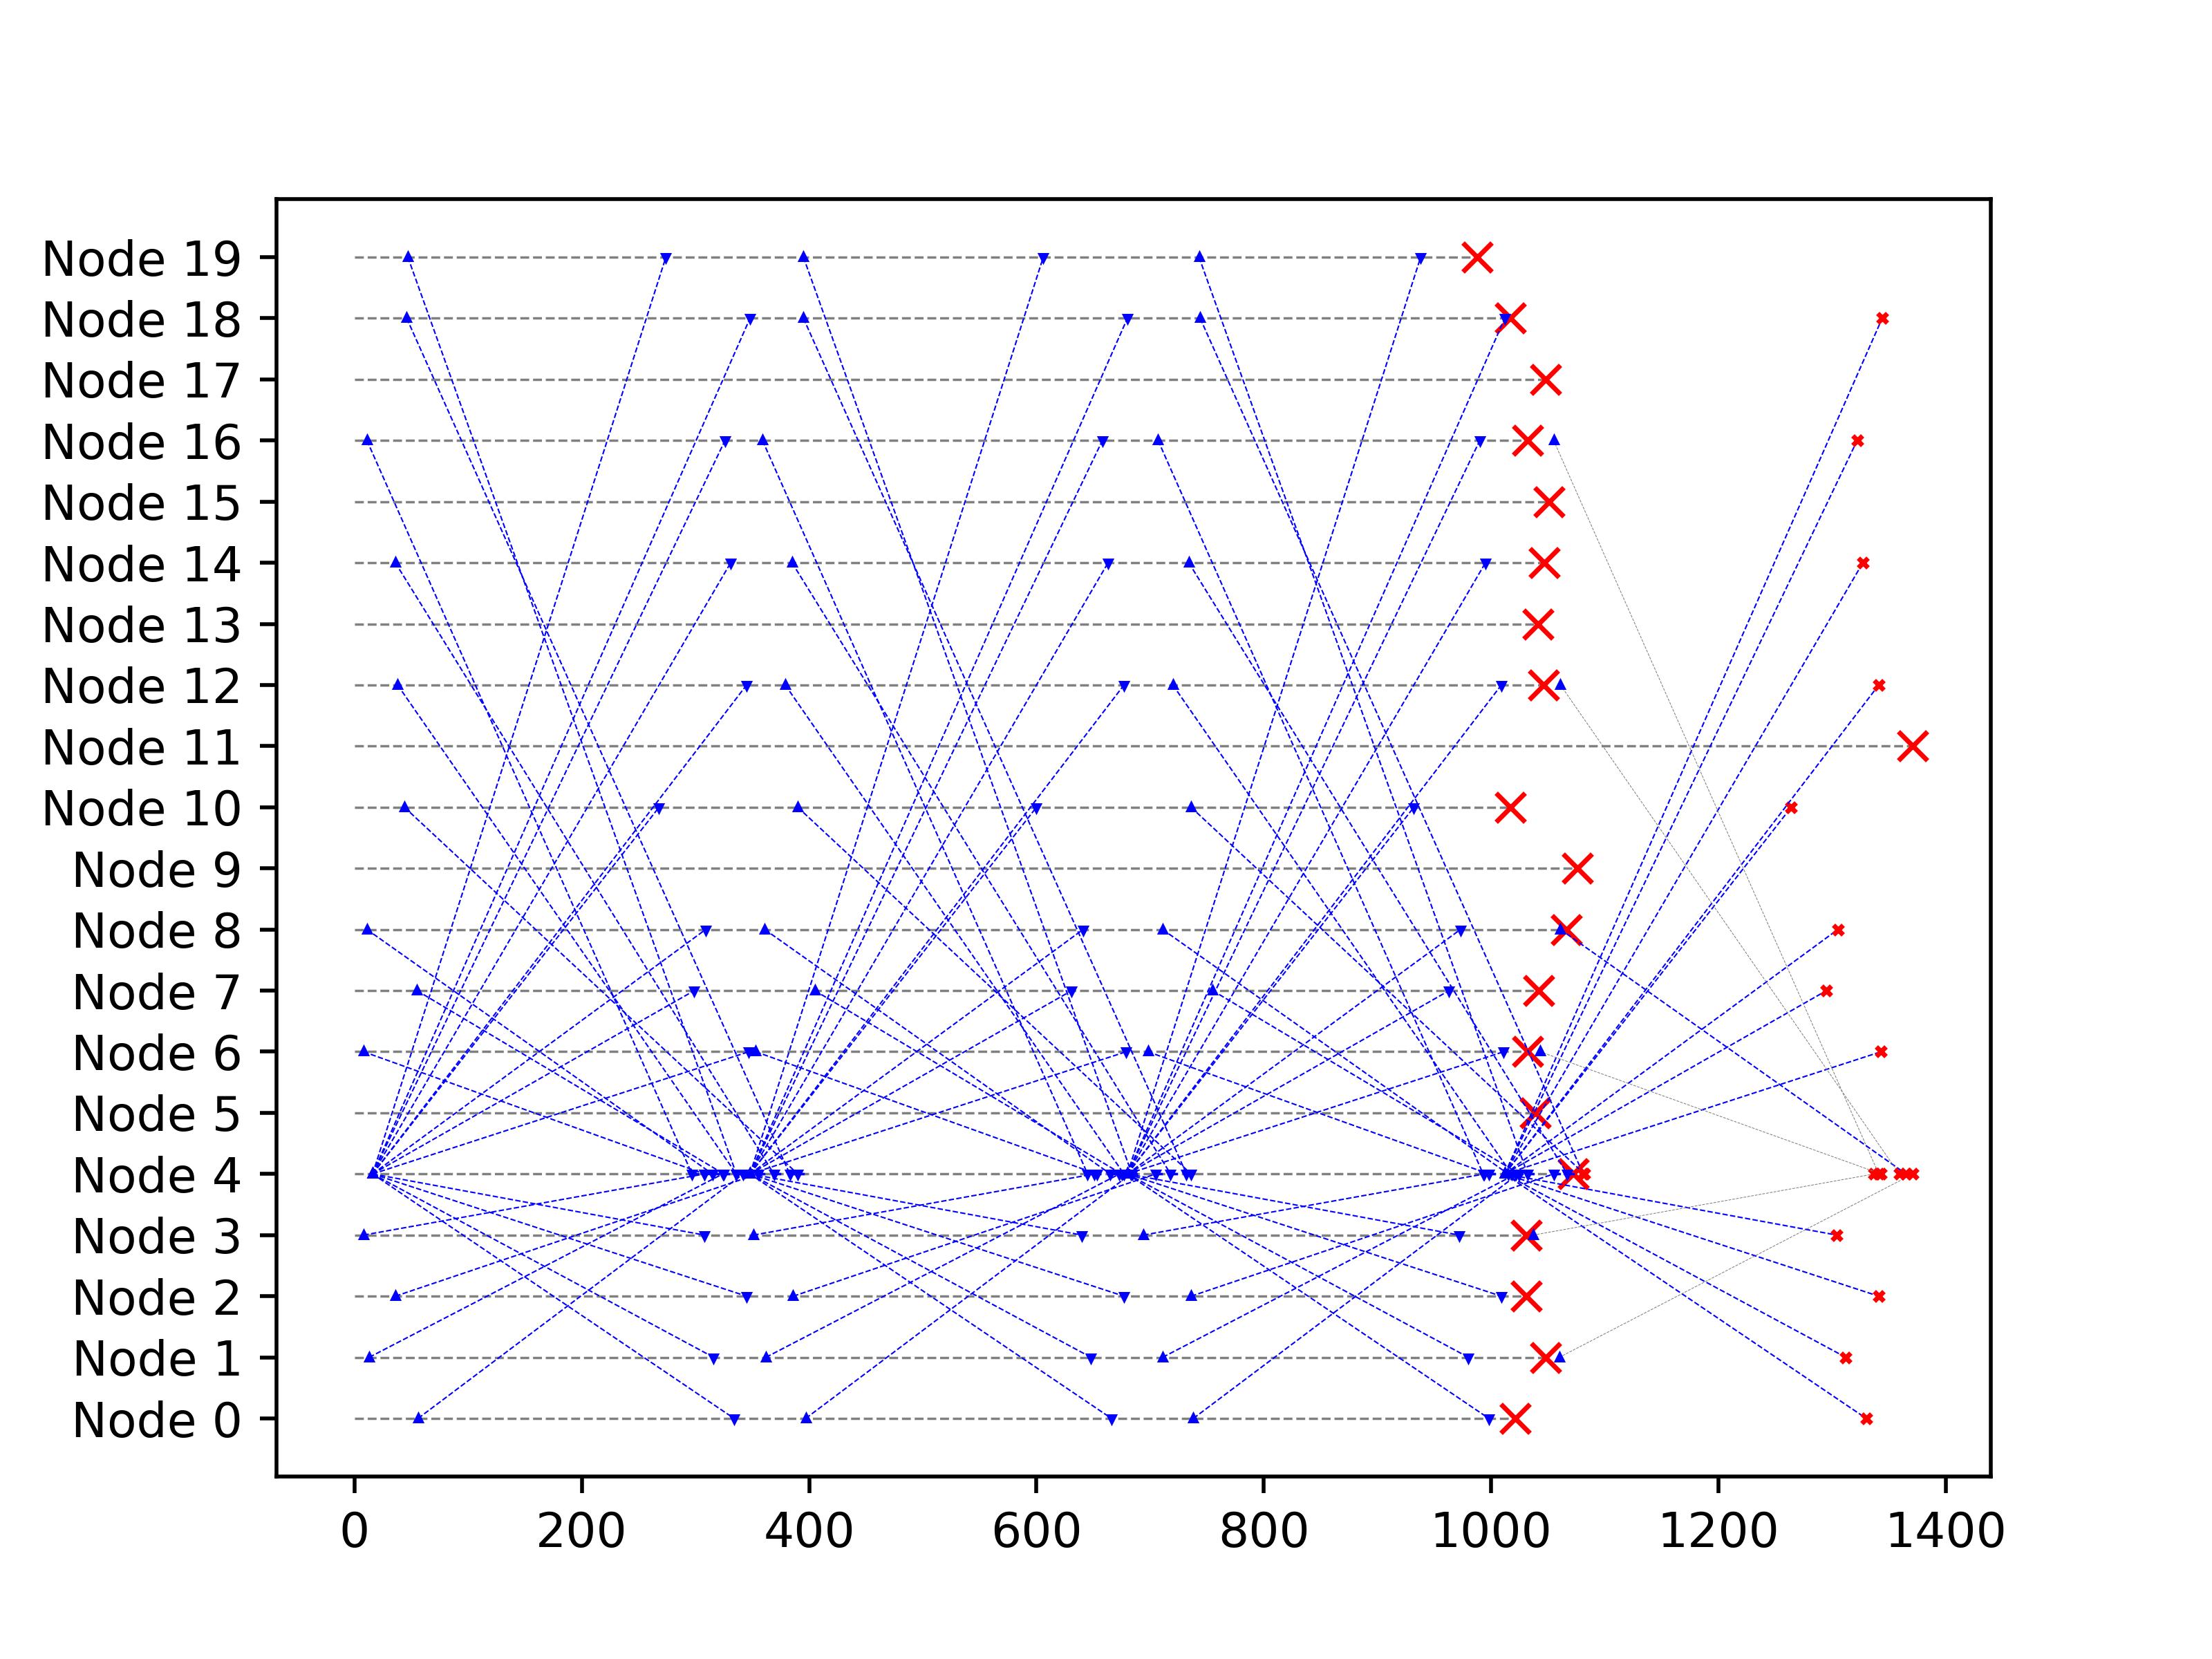 Node 19
Node 18
Node 17
Node 16
Node 15
Node 14
Node 13
Node 12
Node 11
Node 10
Node 9
Node 8
Node 7
Node 6
Node 5
Node 4
Node 3
Node 2
Node 1
Node 0
0 200 400 600 800 1000 1200 1400